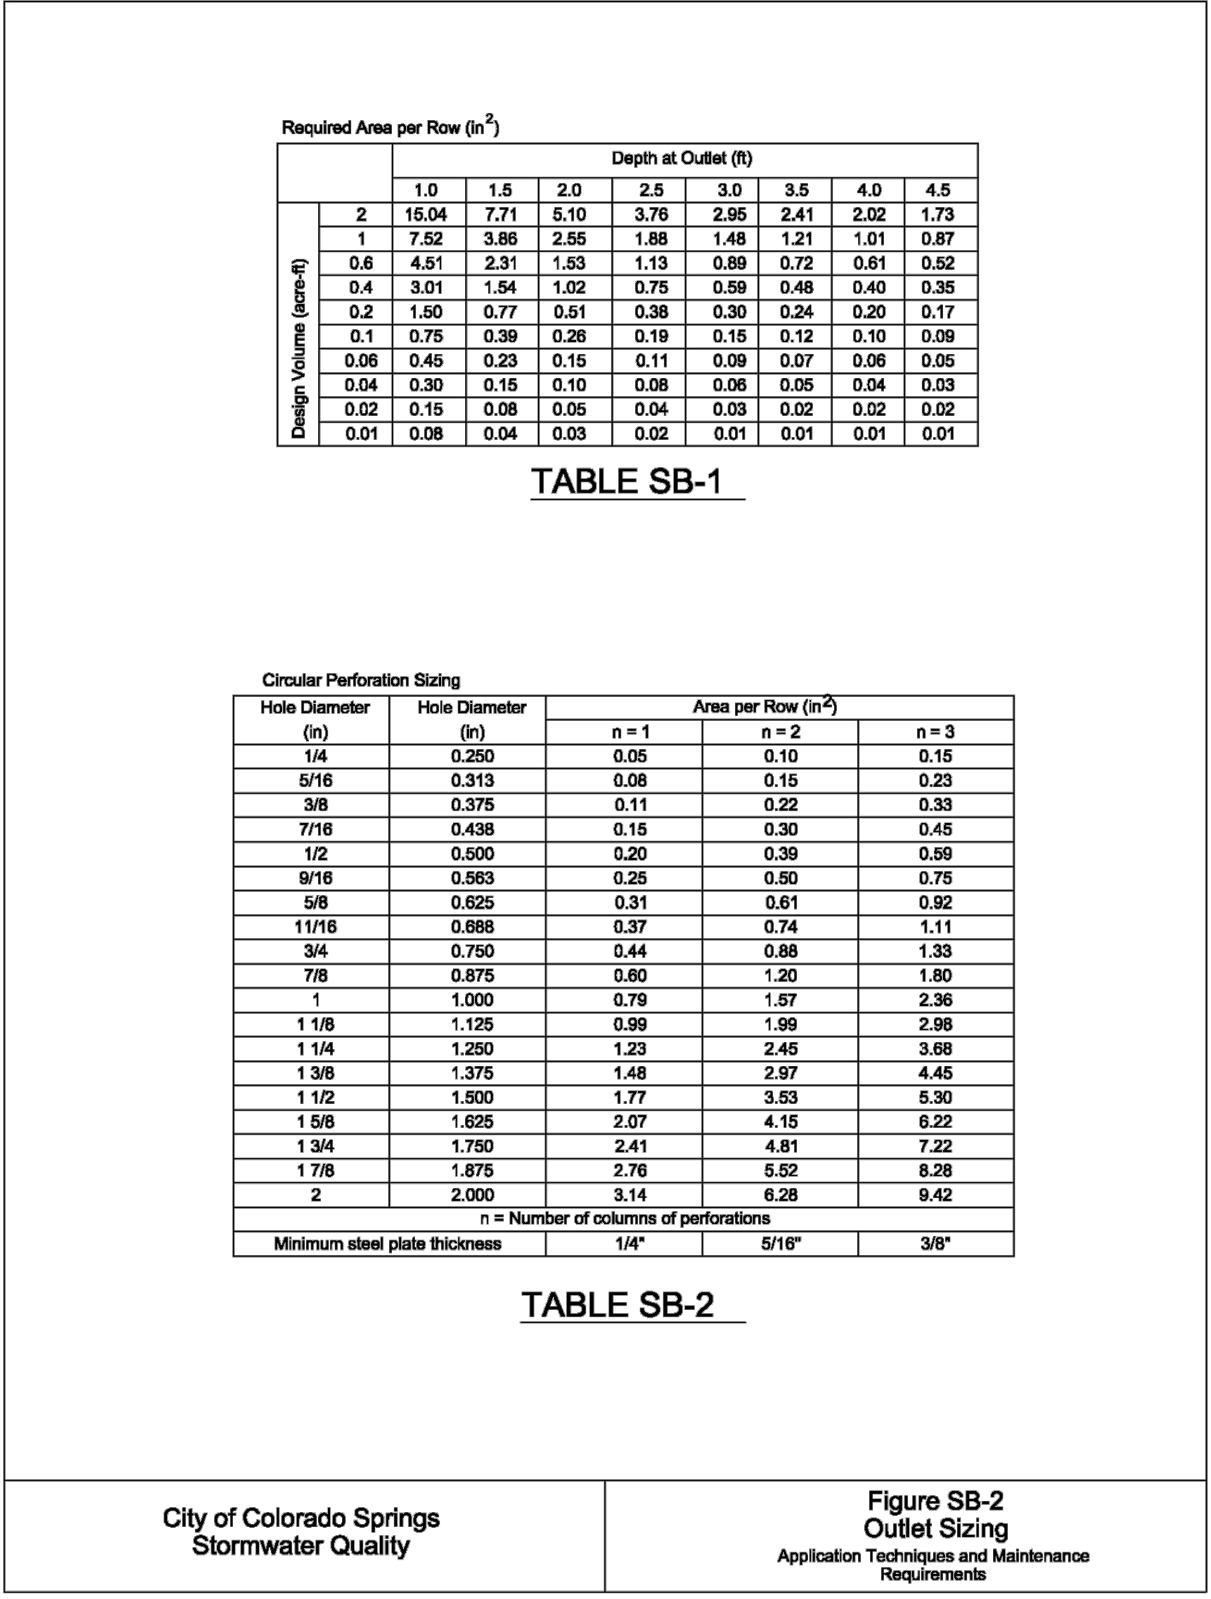 Required Area per Row (in2)
Depth at Outlet (ft)
1.0 1.5 2.0 2.5 3.0 3.5 4.0 4.5
Design Volume (acre-ft)
2 15.04 7.71 5.10 3.76 2.95 2.41 2.02 1.73
1 7.52 3.86 2.55 1.88 1.48 1.21 1.01 0.87
0.6 4.51 2.31 1.53 1.13 0.89 0.72 0.61 0.52
0.4 3.01 1.54 1.02 0.75 0.59 0.48 0.40 0.35
0.2 1.50 0.77 0.51 0.38 0.30 0.24 0.20 0.17
0.1 0.75 0.39 0.26 0.19 0.15 0.12 0.10 0.09
0.06 0.45 0.23 0.15 0.11 0.09 0.07 0.06 0.05
0.04 0.30 0.15 0.10 0.08 0.06 0.05 0.04 0.03
0.02 0.15 0.08 0.05 0.04 0.03 0.02 0.02 0.02
0.01 0.08 0.04 0.03 0.02 0.01 0.01 0.01 0.01
TABLE SB-1
Circular Perforation Sizing
Hole Diameter Hole Diameter Area per Row (in2)
(in) (in) n = 1 n = 2 n = 3
1/4 0.250 0.05 0.10 0.15
5/16 0.313 0.08 0.15 0.23
3/8 0.375 0.11 0.22 0.33
7/16 0.438 0.15 0.30 0.45
1/2 0.500 0.20 0.39 0.59
9/16 0.563 0.25 0.50 0.75
5/8 0.625 0.31 0.61 0.92
11/16 0.688 0.37 0.74 1.11
3/4 0.750 0.44 0.88 1.33
7/8 0.875 0.60 1.20 1.80
1 1.000 0.79 1.57 2.36
1 1/8 1.125 0.99 1.99 2.98
1 1/4 1.250 1.23 2.45 3.68
1 3/8 1.375 1.48 2.97 4.45
1 1/2 1.500 1.77 3.53 5.30
1 5/8 1.625 2.07 4.15 6.22
1 3/4 1.750 2.41 4.81 7.22
1 7/8 1.875 2.76 5.52 8.28
2 2.000 3.14 6.28 9.42
n = Number of columns of perforations
Minimum steel plate thickness 1/4" 5/16" 3/8"
TABLE SB-2
City of Colorado Springs
Stormwater Quality
Figure SB-2
Outlet Sizing
Application Techniques and Maintenance
Requirements